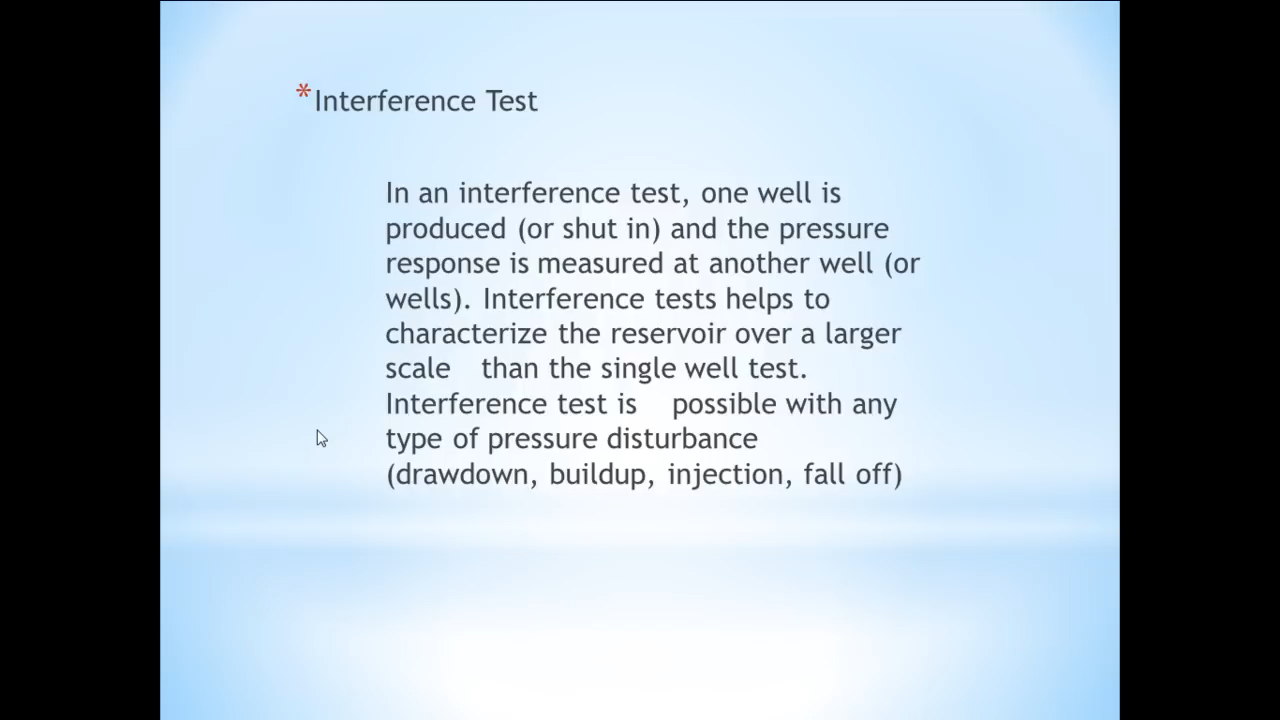 *Interference Test
In an interference test, one well is
produced (or shut in) and the pressure
response is measured at another well (or
wells). Interference tests helps to
characterize the reservoir over a larger
scale than the single well test.
Interference test is possible with any
type of pressure disturbance
(drawdown, buildup, injection, fall off)